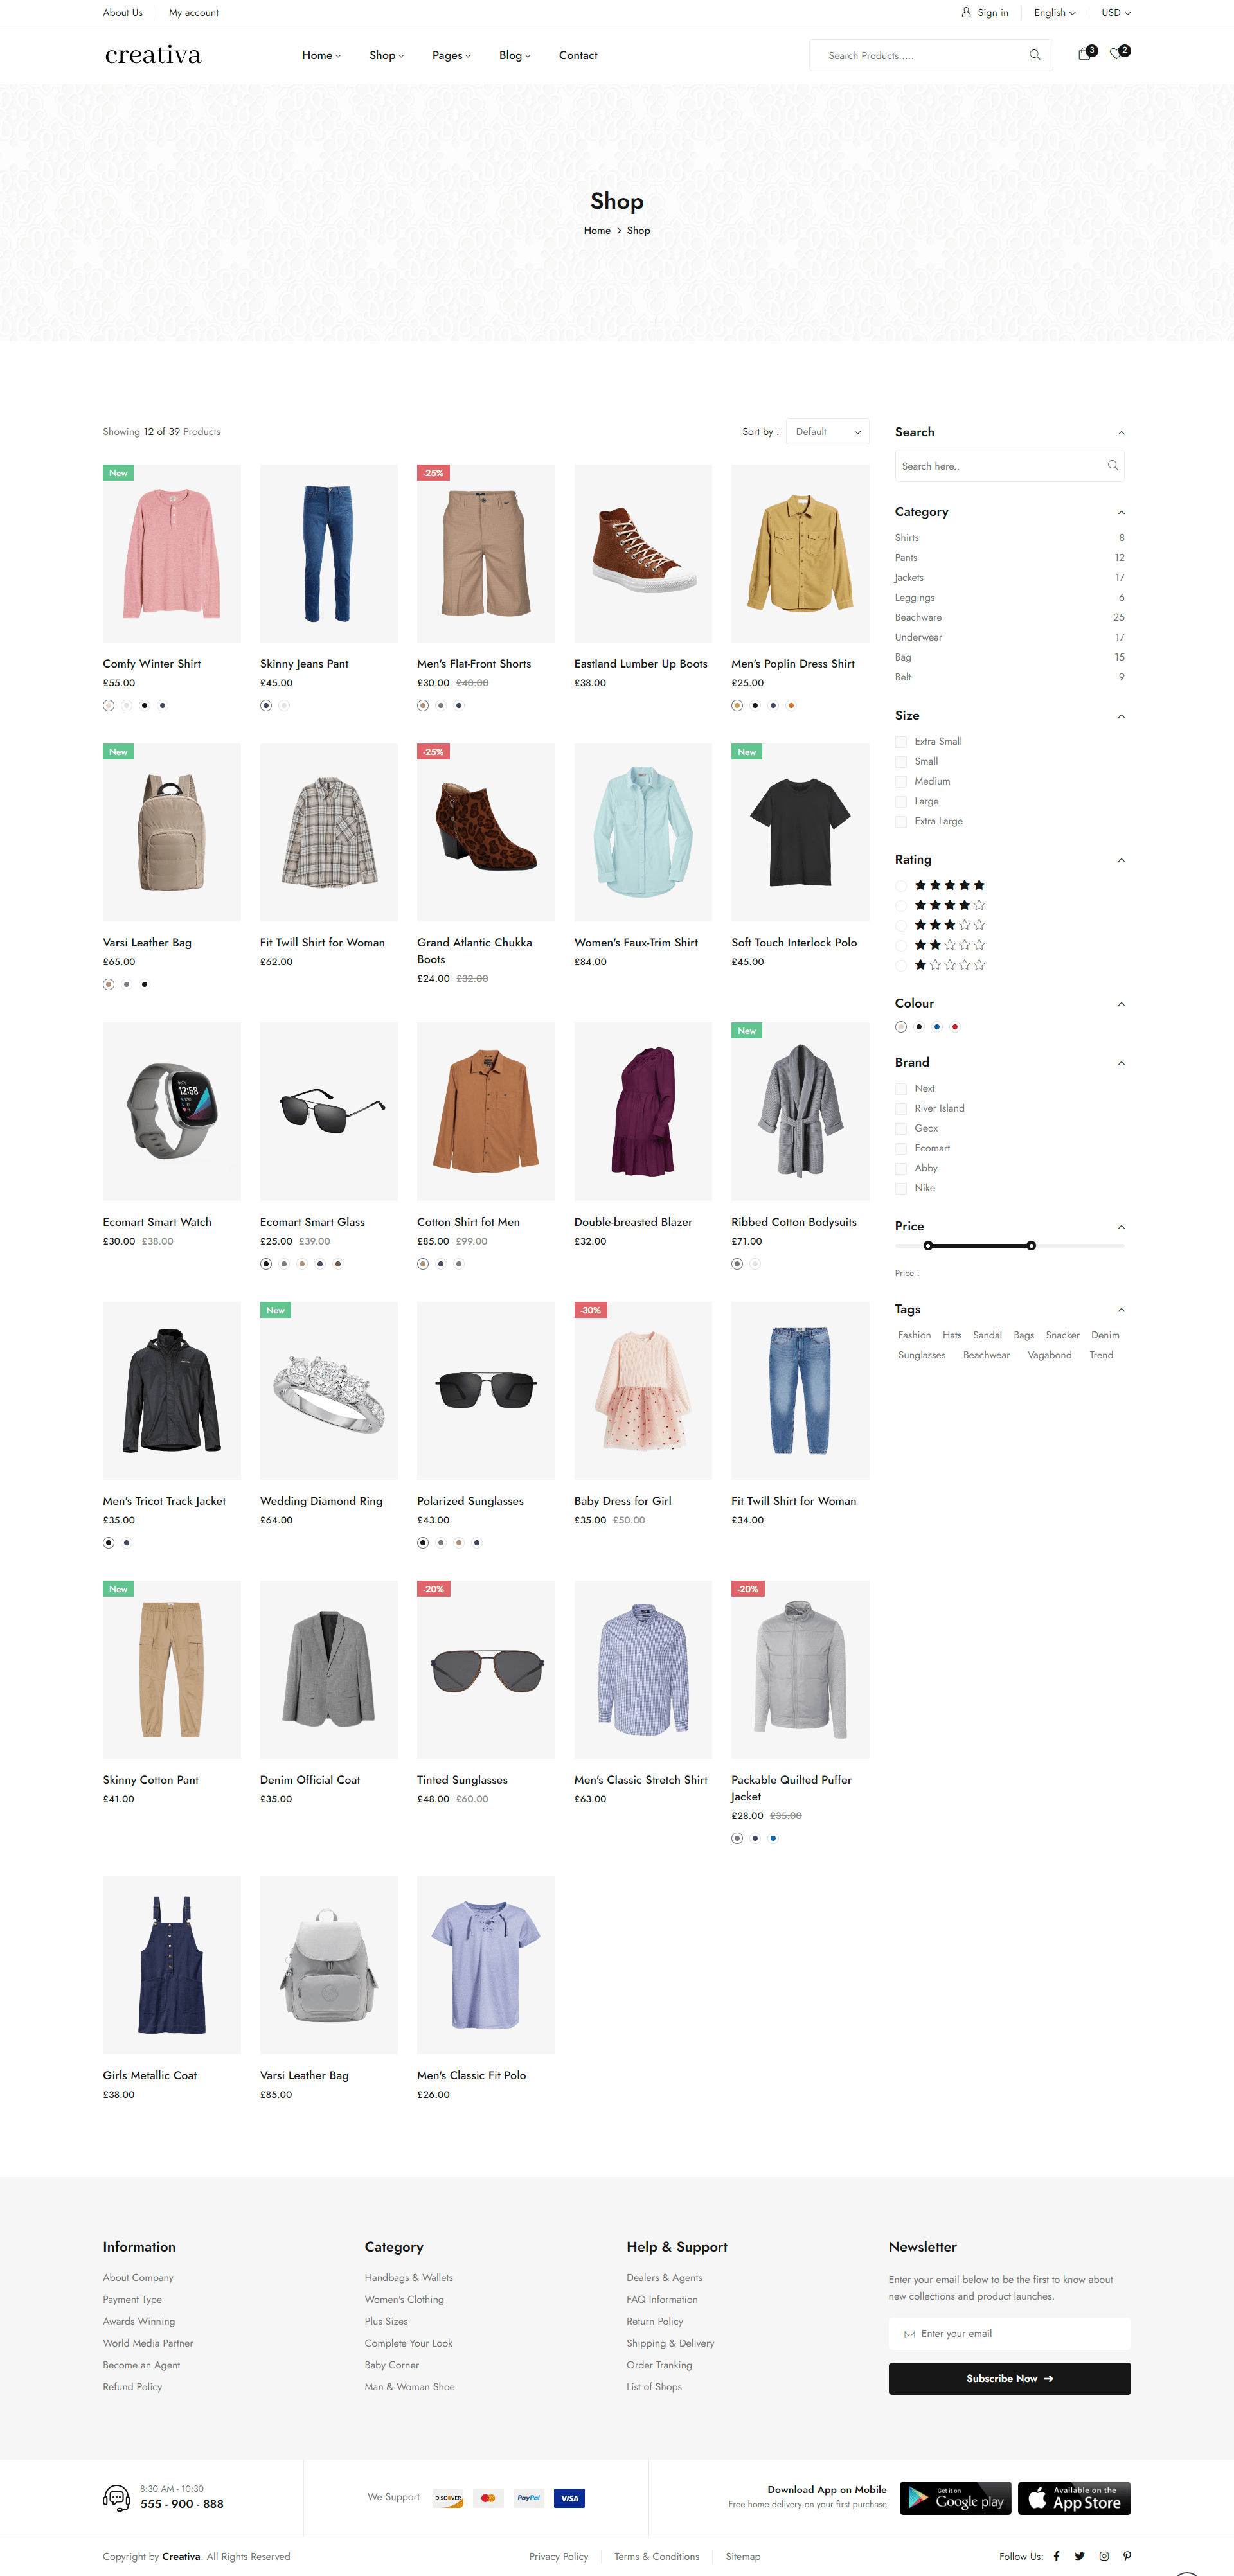 About Us
My account
Sign in
English
USD
creativa
Home
Shop
Pages
Blog
Contact
Search Products.....
3
2
Shop
Home
Shop
Showing 12 of 39 Products
Sort by :
Default
New
Comfy Winter Shirt
£55.00
Skinny Jeans Pant
£45.00
-25%
Men's Flat-Front Shorts
£30.00 £40.00
Eastland Lumber Up Boots
£38.00
Men's Poplin Dress Shirt
£25.00
New
Varsi Leather Bag
£65.00
Fit Twill Shirt for Woman
£62.00
-25%
Grand Atlantic Chukka
Boots
£24.00 £32.00
Women's Faux-Trim Shirt
£84.00
New
Soft Touch Interlock Polo
£45.00
12:58
Ecomart Smart Watch
£30.00 £38.00
Ecomart Smart Glass
£25.00 £39.00
Cotton Shirt fot Men
£85.00 £99.00
Double-breasted Blazer
£32.00
New
Ribbed Cotton Bodysuits
£71.00
Men's Tricot Track Jacket
£35.00
New
Wedding Diamond Ring
£64.00
Polarized Sunglasses
£43.00
-30%
Baby Dress for Girl
£35.00 £50.00
Fit Twill Shirt for Woman
£34.00
New
Skinny Cotton Pant
£41.00
Denim Official Coat
£35.00
-20%
Tinted Sunglasses
£48.00 £60.00
Men's Classic Stretch Shirt
£63.00
-20%
Packable Quilted Puffer
Jacket
£28.00 £35.00
Girls Metallic Coat
£38.00
Varsi Leather Bag
£85.00
Men's Classic Fit Polo
£26.00
Search
Search here..
Category
Shirts 8
Pants 12
Jackets 17
Leggings 6
Beachware 25
Underwear 17
Bag 15
Belt 9
Size
Extra Small
Small
Medium
Large
Extra Large
Rating
Colour
Brand
Next
River Island
Geox
Ecomart
Abby
Nike
Price
Price :
Tags
Fashion Hats Sandal Bags Snacker Denim
Sunglasses Beachwear Vagabond Trend
Information
About Company
Payment Type
Awards Winning
World Media Partner
Become an Agent
Refund Policy
Category
Handbags & Wallets
Women's Clothing
Plus Sizes
Complete Your Look
Baby Corner
Man & Woman Shoe
Help & Support
Dealers & Agents
FAQ Information
Return Policy
Shipping & Delivery
Order Tranking
List of Shops
Newsletter
Enter your email below to be the first to know about
new collections and product launches.
Enter your email
Subscribe Now
8:30 AM - 10:30
555 - 900 - 888
We Support
DISCOVER
PayPal
VISA
Download App on Mobile
Free home delivery on your first purchase
Get it on
Google play
Available on the
App Store
Copyright by Creativa. All Rights Reserved
Privacy Policy
Terms & Conditions
Sitemap
Follow Us: